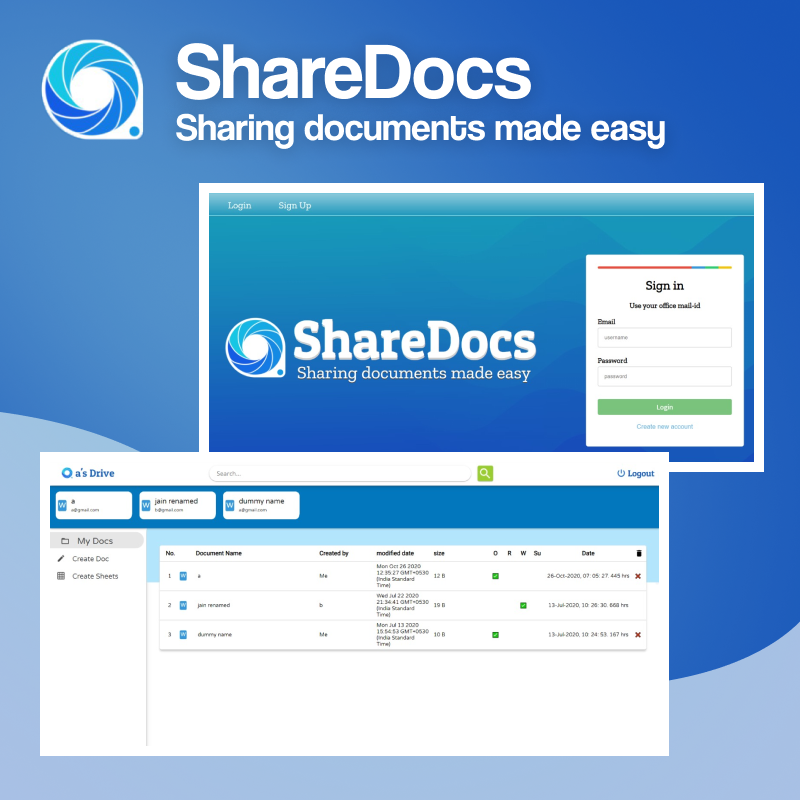 ShareDocs
Sharing documents made easy
Login Sign Up
Sign in
Use your office mail-id
Email
username
Password
password
Login
Create new account
ShareDocs
Sharing documents made easy
a's Drive Search... Logout
W a
a@gmail.com
W jain renamed
b@gmail.com
W dummy name
a@gmail.com
My Docs
Create Doc
Create Sheets
No. Document Name Created by modified date size O R W Su Date
1 W a Me Mon Oct 26 2020
12:35:27 GMT+0530
(India Standard
Time) 12 B 26-Oct-2020, 07: 05: 27. 445 hrs
2 W jain renamed b Wed Jul 22 2020
21:34:41 GMT+0530
(India Standard
Time) 19 B 13-Jul-2020, 10: 26: 30. 668 hrs
3 W dummy name Me Mon Jul 13 2020
15:54:53 GMT+0530
(India Standard
Time) 10 B 13-Jul-2020, 10: 24: 53. 167 hrs